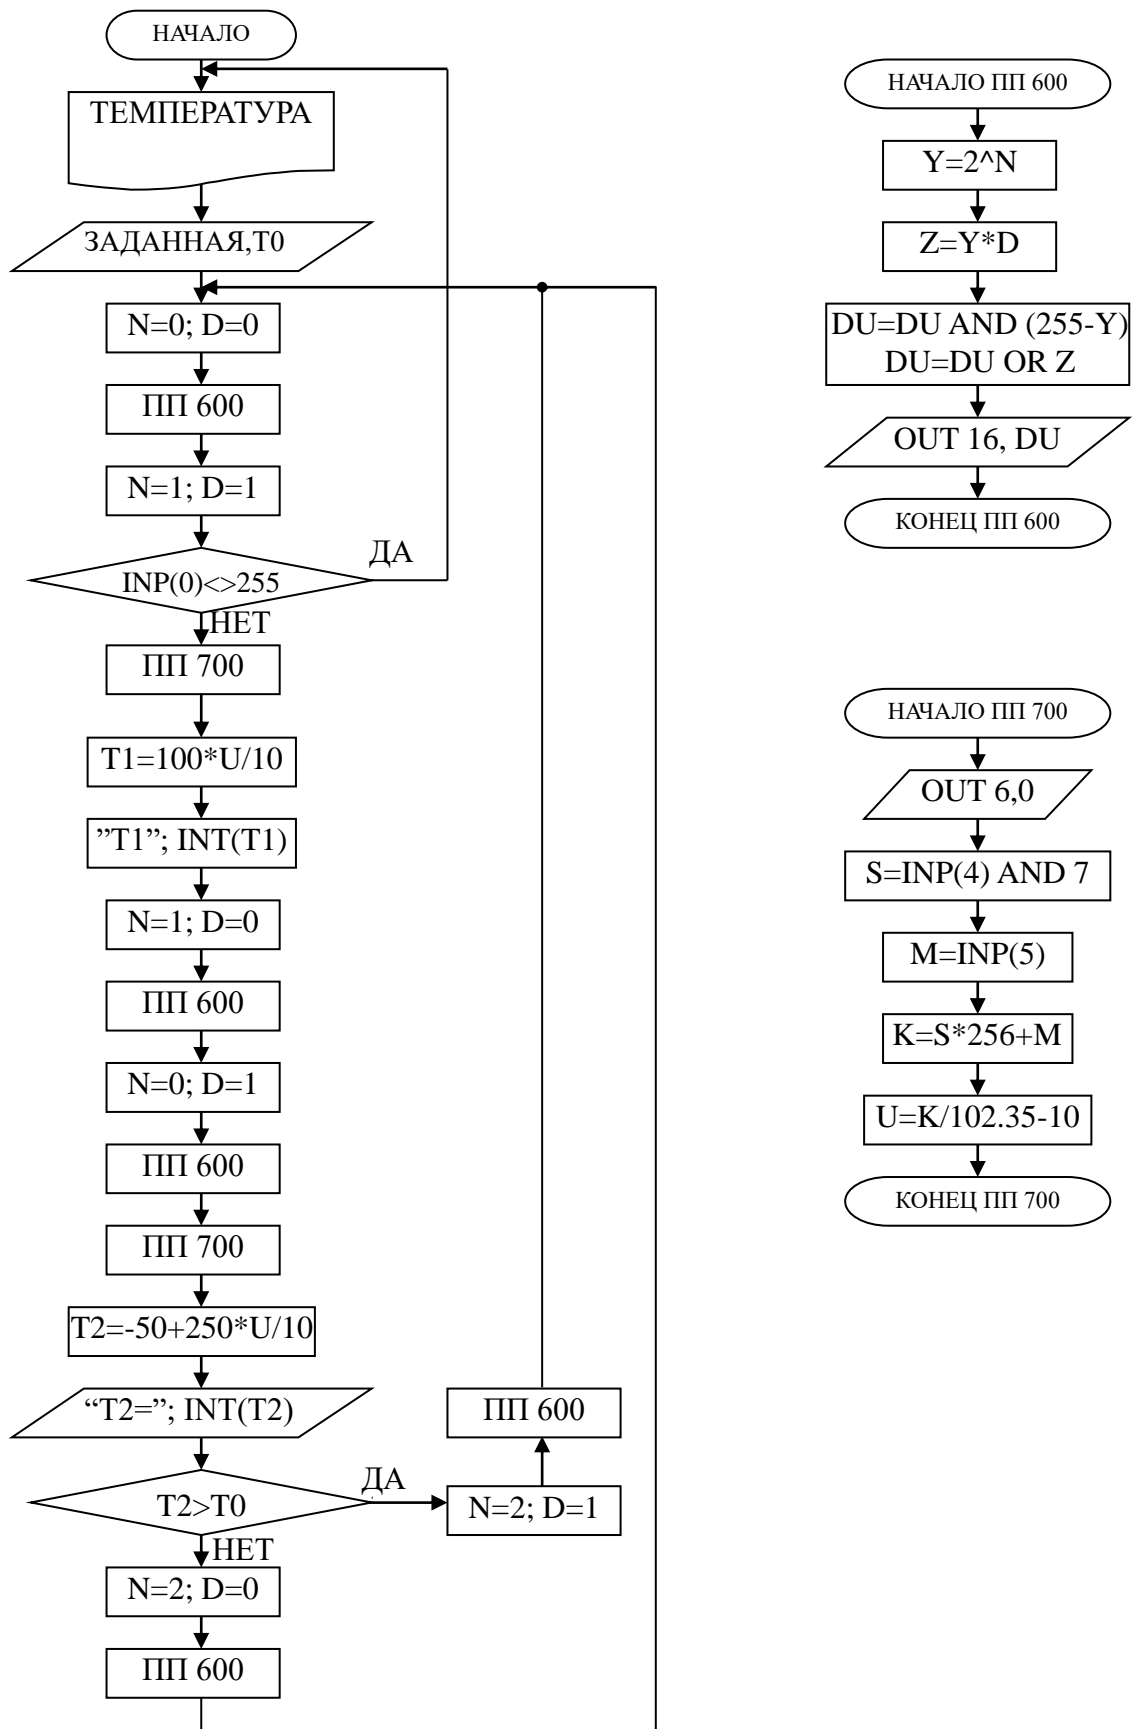 НАЧАЛО
ТЕМПЕРАТУРА
ЗАДАННАЯ,Т0
N=0; D=0
ПП 600
N=1; D=1
ДА
INP(0)<>255
НЕТ
ПП 700
T1=100*U/10
”T1”; INT(T1)
N=1; D=0
ПП 600
N=0; D=1
ПП 600
ПП 700
T2=-50+250*U/10
“T2=”; INT(T2)
ДА
T2>T0
НЕТ
N=2; D=0
ПП 600
ПП 600
N=2; D=1
НАЧАЛО ПП 600
Y=2^N
Z=Y*D
DU=DU AND (255-Y)
DU=DU OR Z
OUT 16, DU
КОНЕЦ ПП 600
НАЧАЛО ПП 700
OUT 6,0
S=INP(4) AND 7
M=INP(5)
K=S*256+M
U=K/102.35-10
КОНЕЦ ПП 700